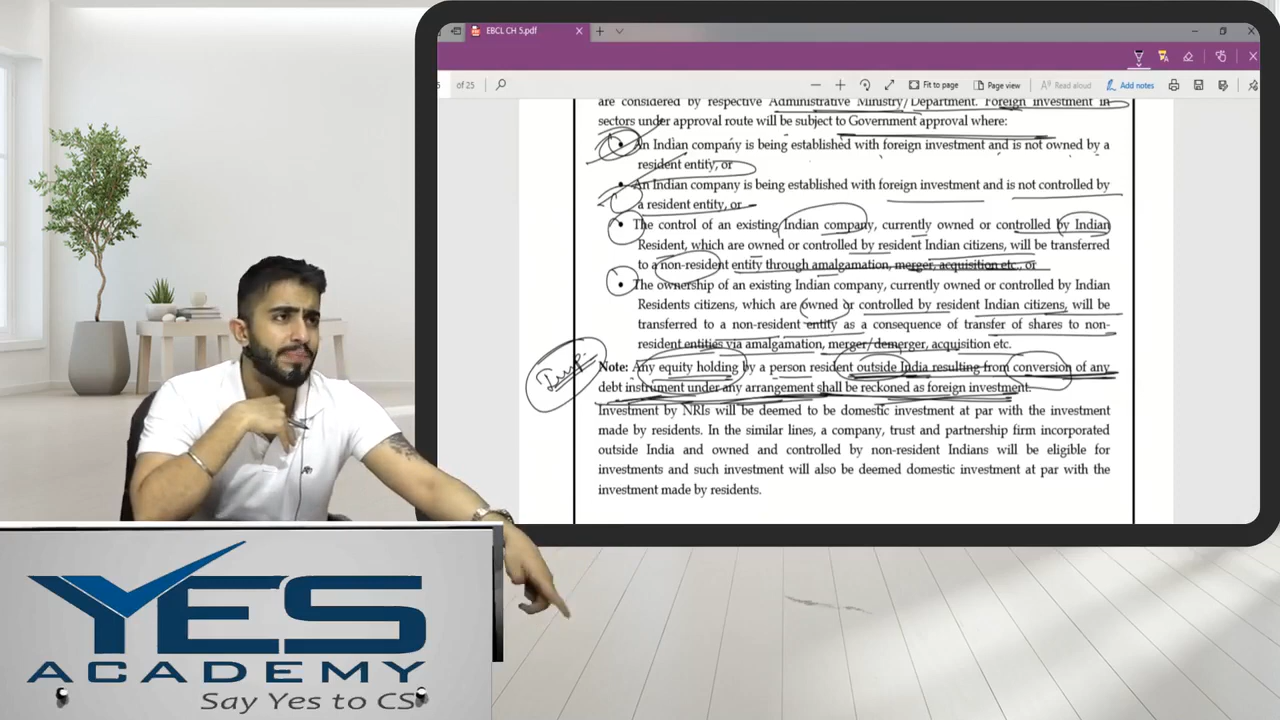 EBCL CH 5.pdf
of 25
Fit to page
Page view
Read aloud
Add notes
are considered by respective Administrative Ministry/Department. Foreign investment in
sectors under approval route will be subject to Government approval where:
• An Indian company is being established with foreign investment and is not owned by a
resident entity, or
• An Indian company is being established with foreign investment and is not controlled by
a resident entity, or
• The control of an existing Indian company, currently owned or controlled by Indian
Resident, which are owned or controlled by resident Indian citizens, will be transferred
to a non-resident entity through amalgamation, merger, acquisition etc., or
• The ownership of an existing Indian company, currently owned or controlled by Indian
Residents citizens, which are owned or controlled by resident Indian citizens, will be
transferred to a non-resident entity as a consequence of transfer of shares to non-
resident entities via amalgamation, merger/demerger, acquisition etc.
Imp.
Note: Any equity holding by a person resident outside India resulting from conversion of any
debt instrument under any arrangement shall be reckoned as foreign investment.
Investment by NRIs will be deemed to be domestic investment at par with the investment
made by residents. In the similar lines, a company, trust and partnership firm incorporated
outside India and owned and controlled by non-resident Indians will be eligible for
investments and such investment will also be deemed domestic investment at par with the
investment made by residents.
YES
ACADEMY
Say Yes to CS